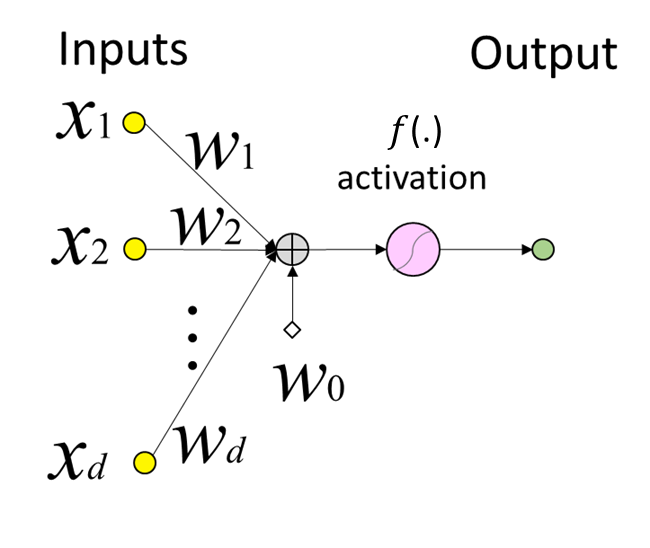 Inputs
Output
x1
w1
f(.)
activation
x2
w2
w0
xd
wd